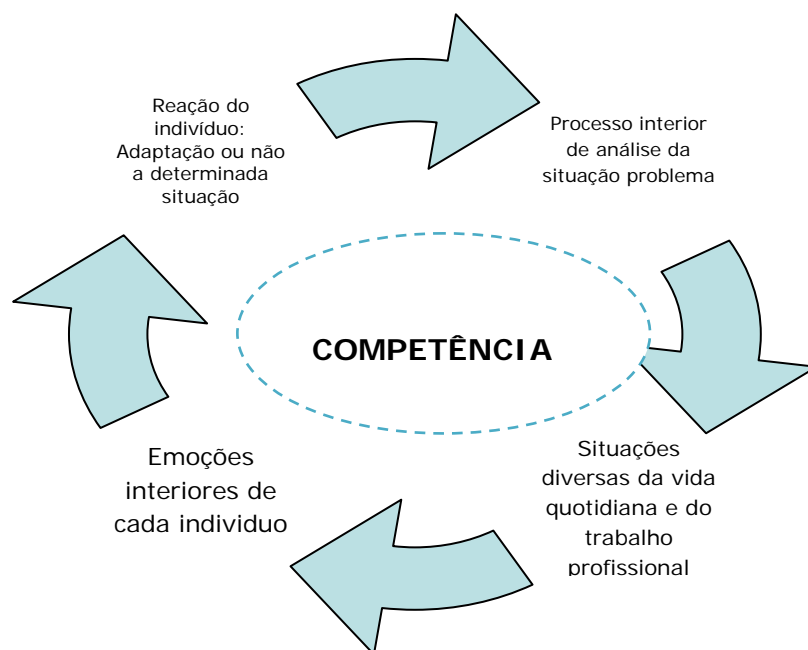 Reação do
indivíduo:
Adaptação ou não
a determinada
situação
Processo interior
de análise da
situação problema
COMPETÊNCIA
Emoções
interiores de
cada individuo
Situações
diversas da vida
quotidiana e do
trabalho
profissional